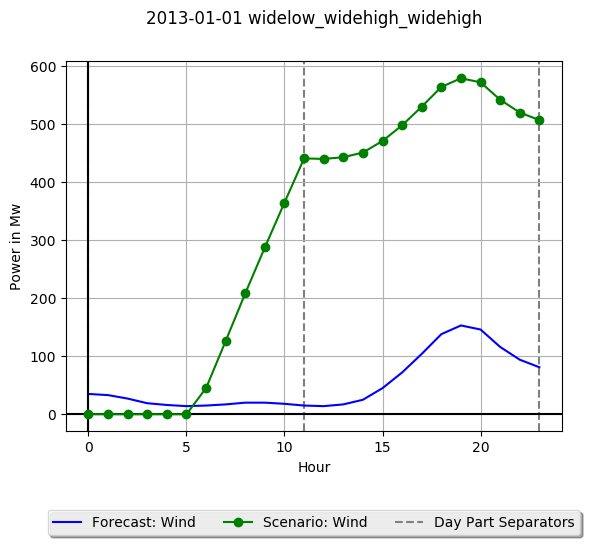 2013-01-01 widelow_widehigh_widehigh
600
500
400
300
200
100
0
Power in Mw
0 5 10 15 20
Hour
Forecast: Wind Scenario: Wind Day Part Separators